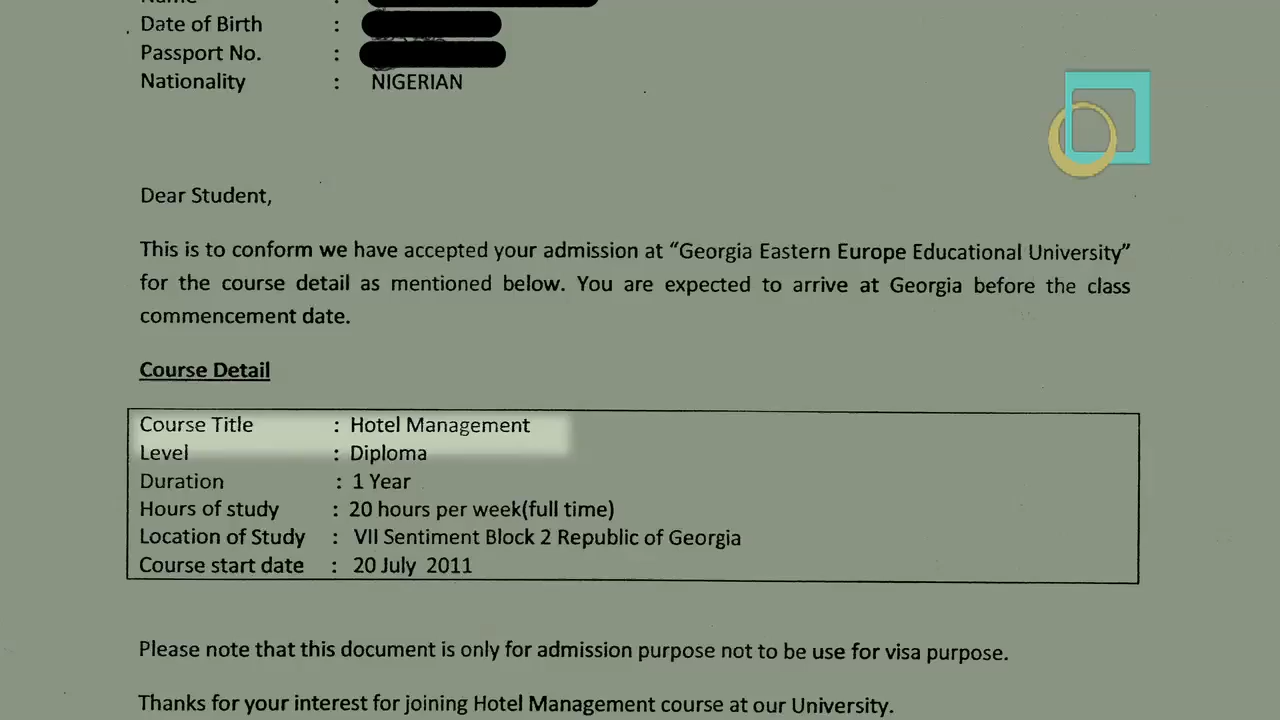 Name :
Date of Birth :
Passport No. :
Nationality : NIGERIAN
Dear Student,
This is to conform we have accepted your admission at “Georgia Eastern Europe Educational University”
for the course detail as mentioned below. You are expected to arrive at Georgia before the class
commencement date.
Course Detail
Course Title : Hotel Management
Level : Diploma
Duration : 1 Year
Hours of study : 20 hours per week(full time)
Location of Study : VII Sentiment Block 2 Republic of Georgia
Course start date : 20 July 2011
Please note that this document is only for admission purpose not to be use for visa purpose.
Thanks for your interest for joining Hotel Management course at our University.